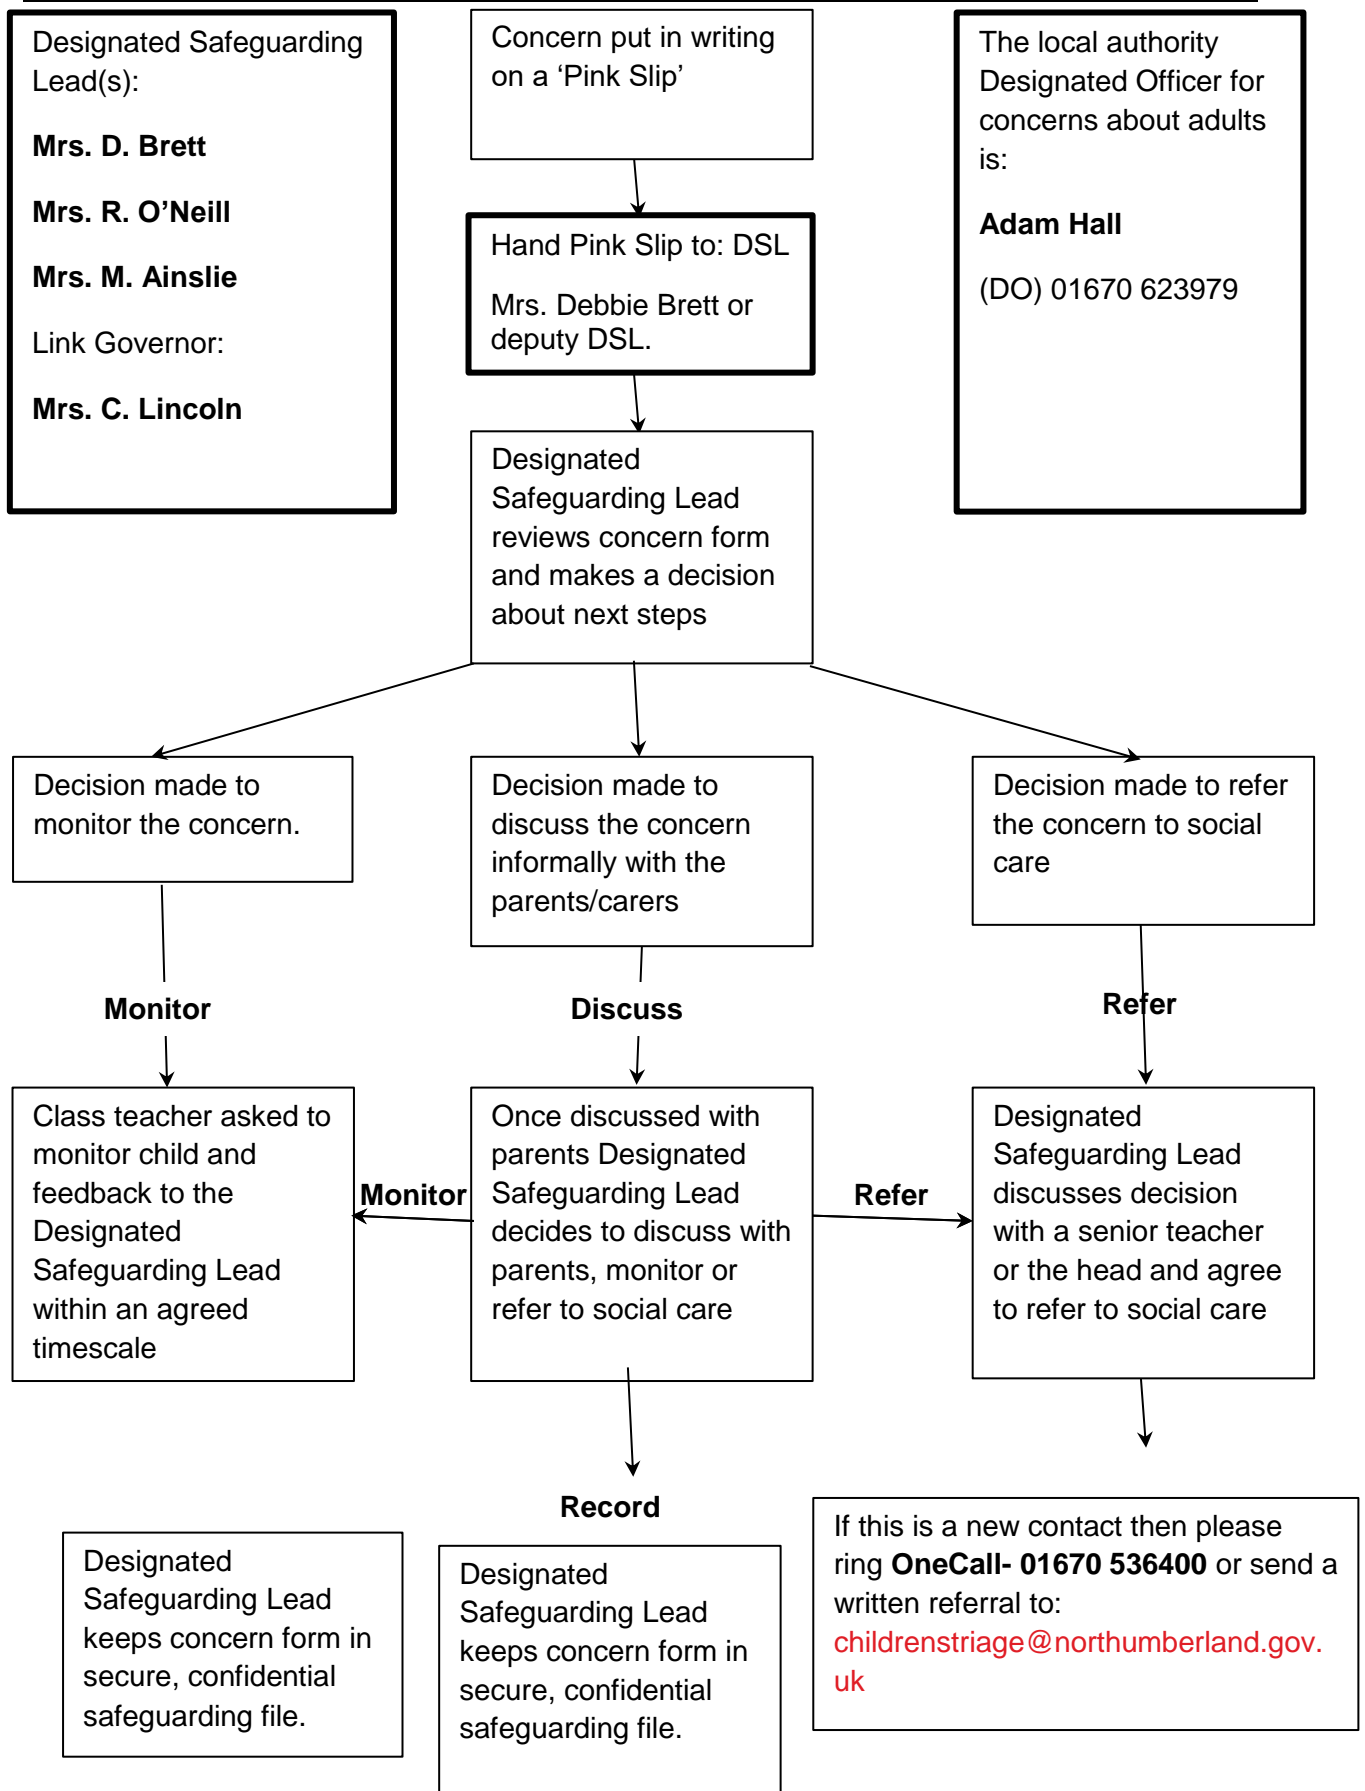 Designated Safeguarding
Lead(s):
Mrs. D. Brett
Mrs. R. O’Neill
Mrs. M. Ainslie
Link Governor:
Mrs. C. Lincoln
Concern put in writing
on a ‘Pink Slip’
The local authority
Designated Officer for
concerns about adults
is:
Adam Hall
(DO) 01670 623979
Hand Pink Slip to: DSL
Mrs. Debbie Brett or
deputy DSL.
Designated
Safeguarding Lead
reviews concern form
and makes a decision
about next steps
Decision made to
monitor the concern.
Decision made to
discuss the concern
informally with the
parents/carers
Decision made to refer
the concern to social
care
Monitor
Discuss
Refer
Class teacher asked to
monitor child and
feedback to the
Designated
Safeguarding Lead
within an agreed
timescale
Monitor
Once discussed with
parents Designated
Safeguarding Lead
decides to discuss with
parents, monitor or
refer to social care
Refer
Designated
Safeguarding Lead
discusses decision
with a senior teacher
or the head and agree
to refer to social care
Record
Designated
Safeguarding Lead
keeps concern form in
secure, confidential
safeguarding file.
Designated
Safeguarding Lead
keeps concern form in
secure, confidential
safeguarding file.
If this is a new contact then please
ring OneCall- 01670 536400 or send a
written referral to:
childrenstriage@northumberland.gov.
uk